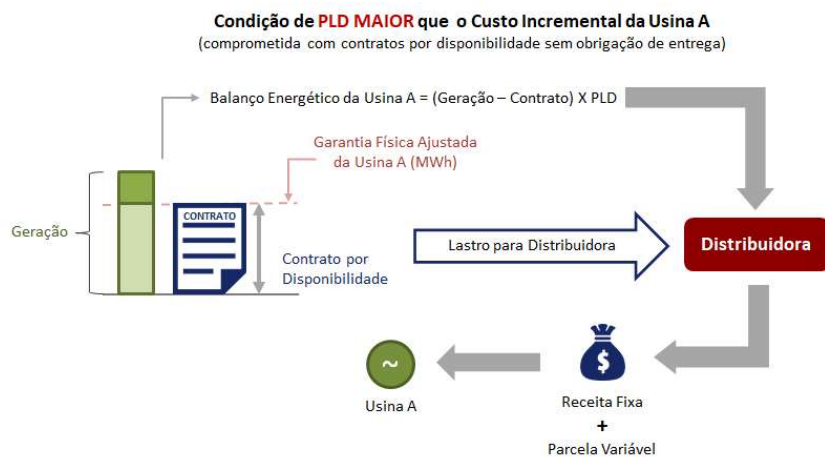 Condição de PLD MAIOR que o Custo Incremental da Usina A
(comprometida com contratos por disponibilidade sem obrigação de entrega)
Balanço Energético da Usina A = (Geração – Contrato) X PLD
Garantia Física Ajustada
da Usina A (MWh)
Geração
CONTRATO
Contrato por
Disponibilidade
Lastro para Distribuidora
Distribuidora
~
Usina A
$
Receita Fixa
+
Parcela Variável